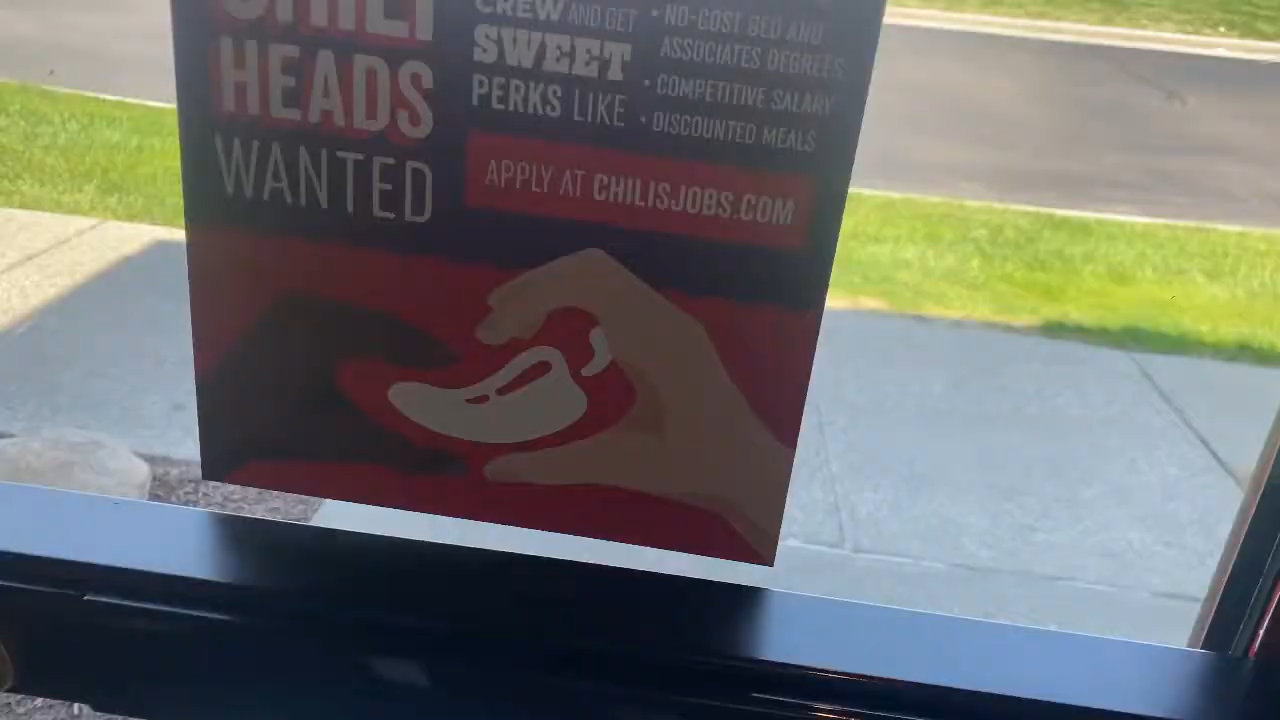 CHILI
HEADS
WANTED
CREW AND GET
SWEET
PERKS LIKE
• NO-COST GED AND
ASSOCIATES DEGREES
• COMPETITIVE SALARY
• DISCOUNTED MEALS
APPLY AT CHILISJOBS.COM